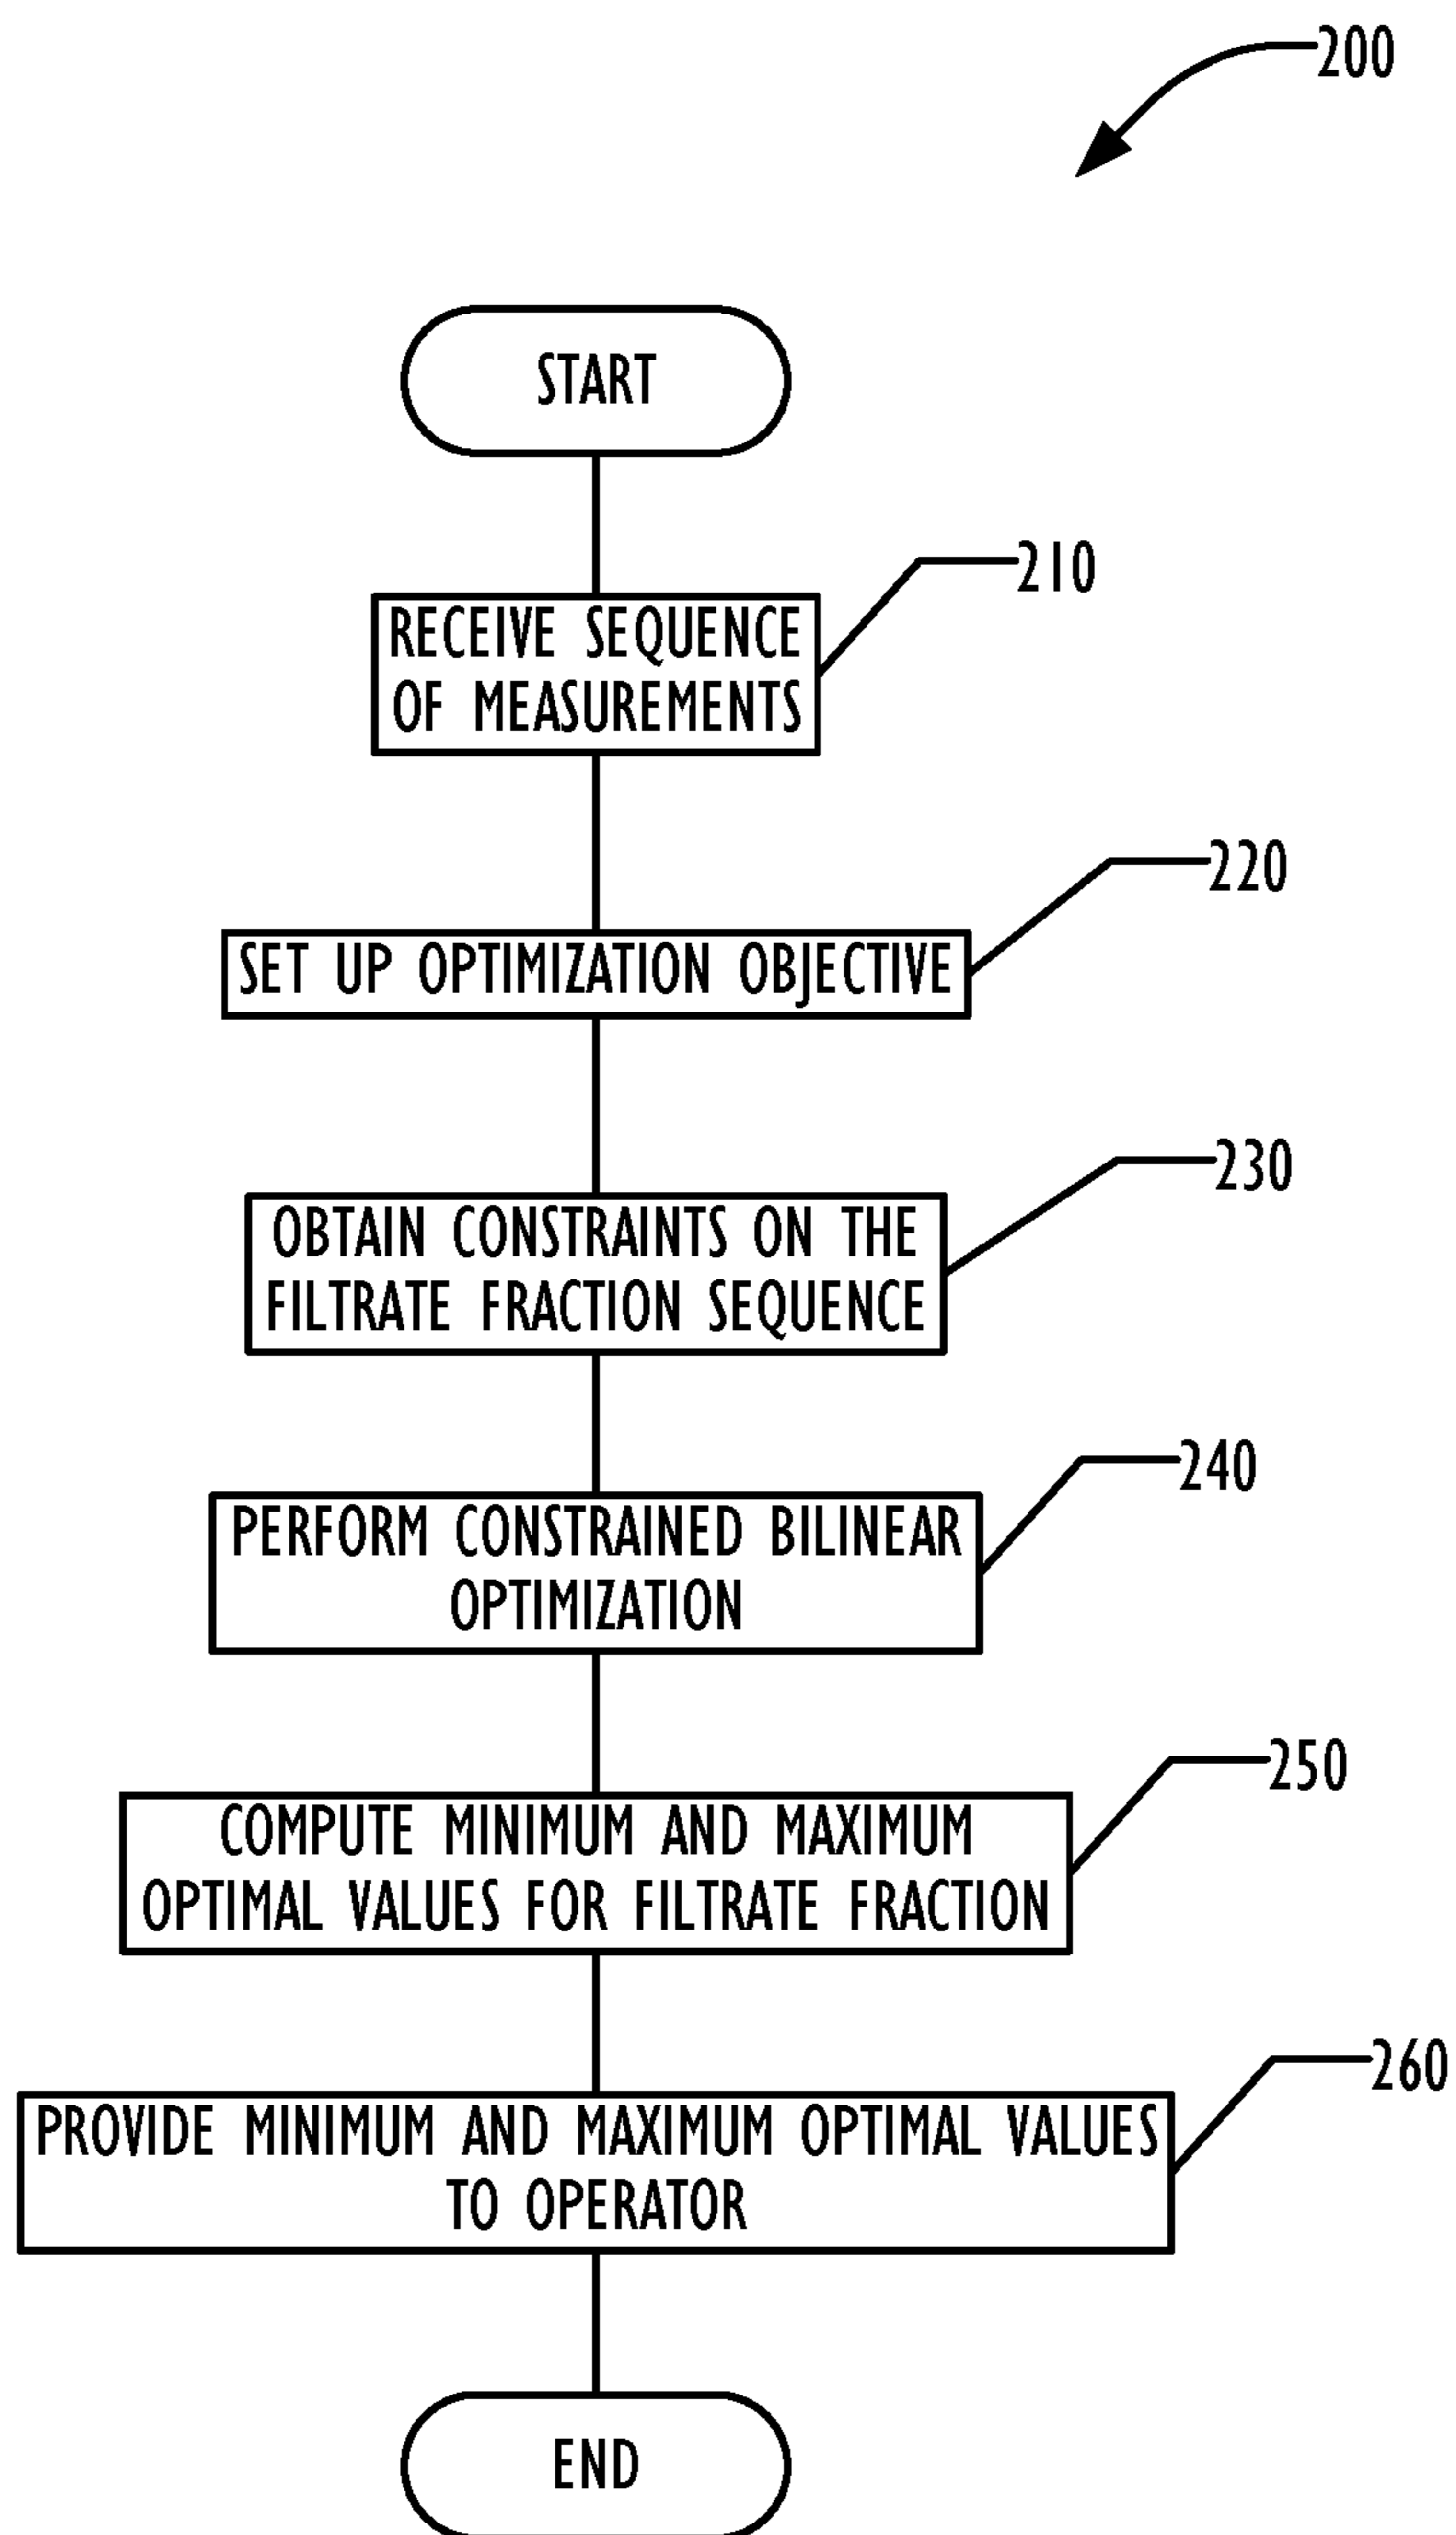 200
START
210
RECEIVE SEQUENCE
OF MEASUREMENTS
220
SET UP OPTIMIZATION OBJECTIVE
230
OBTAIN CONSTRAINTS ON THE
FILTRATE FRACTION SEQUENCE
240
PERFORM CONSTRAINED BILINEAR
OPTIMIZATION
250
COMPUTE MINIMUM AND MAXIMUM
OPTIMAL VALUES FOR FILTRATE FRACTION
260
PROVIDE MINIMUM AND MAXIMUM OPTIMAL VALUES
TO OPERATOR
END